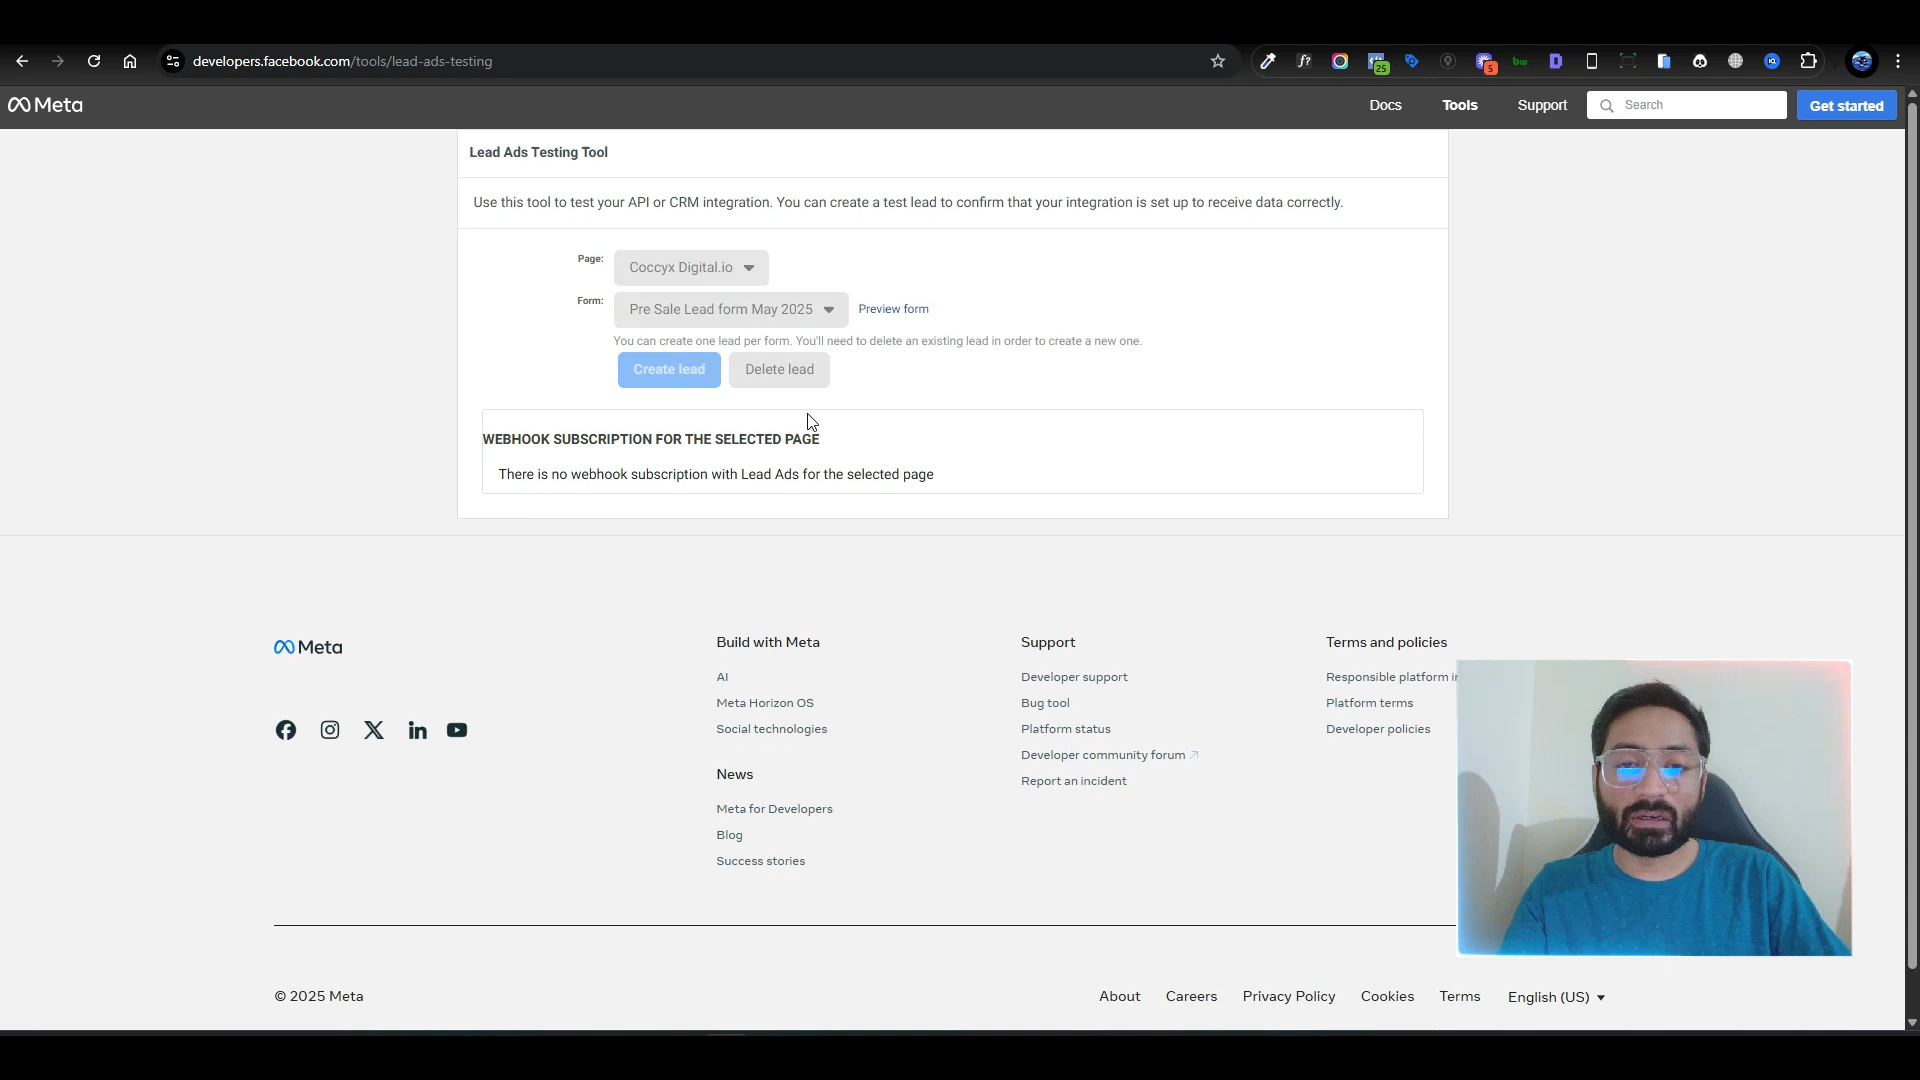 developers.facebook.com/tools/lead-ads-testing
f?
25
5
bw
D
Meta
Docs
Tools
Support
Search
Get started
Lead Ads Testing Tool
Use this tool to test your API or CRM integration. You can create a test lead to confirm that your integration is set up to receive data correctly.
Page:
Coccyx Digital.io
Form:
Pre Sale Lead form May 2025
Preview form
You can create one lead per form. You'll need to delete an existing lead in order to create a new one.
Create lead
Delete lead
WEBHOOK SUBSCRIPTION FOR THE SELECTED PAGE
There is no webhook subscription with Lead Ads for the selected page
Meta
Build with Meta
AI
Meta Horizon OS
Social technologies
News
Meta for Developers
Blog
Success stories
Support
Developer support
Bug tool
Platform status
Developer community forum
Report an incident
Terms and policies
Responsible platform
Platform terms
Developer policies
© 2025 Meta
About
Careers
Privacy Policy
Cookies
Terms
English (US)